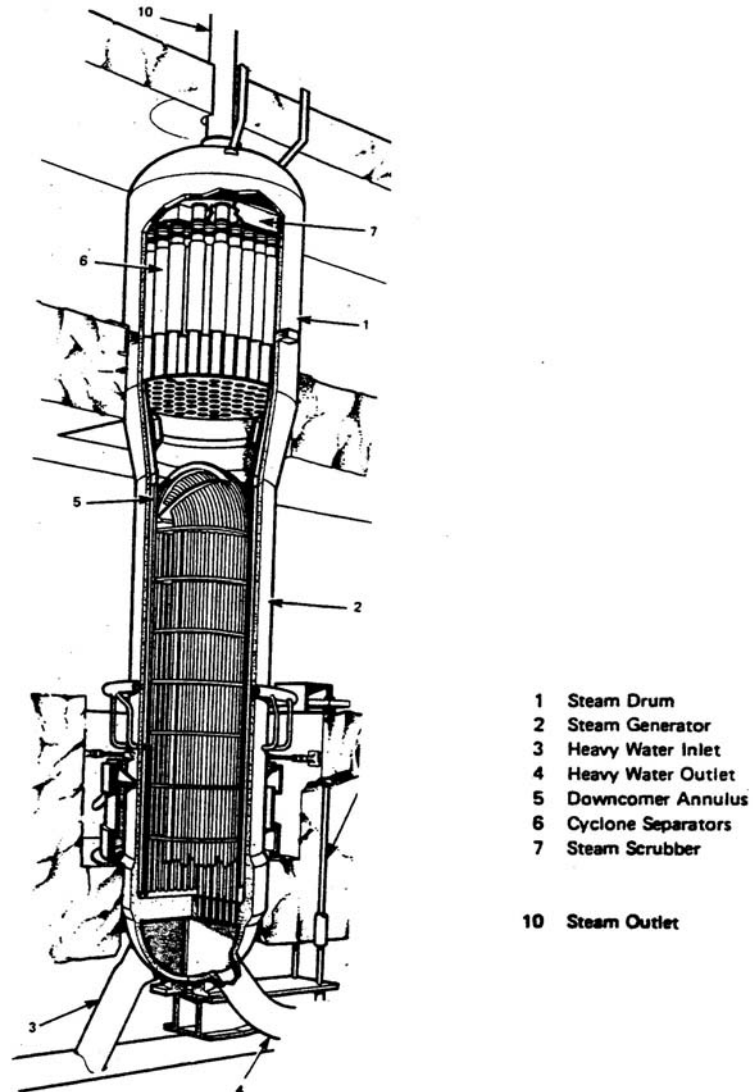 10
7
6
1
5
2
3
4
1 Steam Drum
2 Steam Generator
3 Heavy Water Inlet
4 Heavy Water Outlet
5 Downcomer Annulus
6 Cyclone Separators
7 Steam Scrubber
10 Steam Outlet